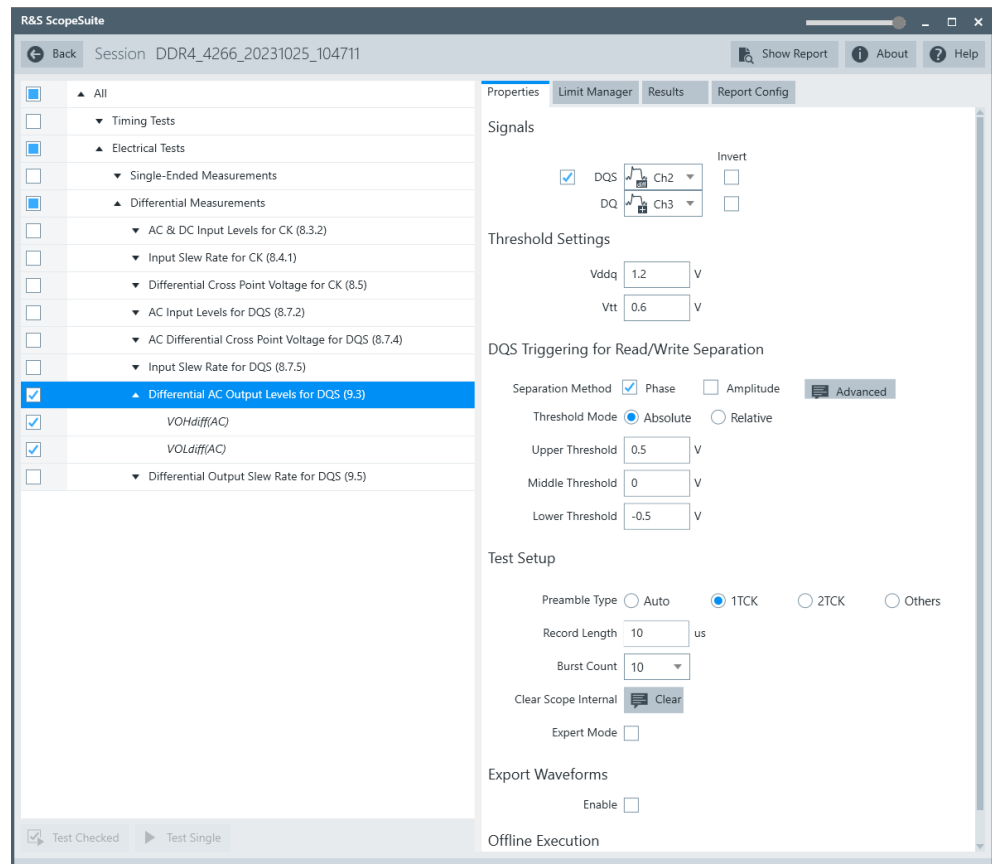 R&S ScopeSuite
Back Session DDR4_4266_20231025_104711 Show Report About Help
All
Timing Tests
Electrical Tests
Single-Ended Measurements
Differential Measurements
AC & DC Input Levels for CK (8.3.2)
Input Slew Rate for CK (8.4.1)
Differential Cross Point Voltage for CK (8.5)
AC Input Levels for DQS (8.7.2)
AC Differential Cross Point Voltage for DQS (8.7.4)
Input Slew Rate for DQS (8.7.5)
Differential AC Output Levels for DQS (9.3)
VOHdiff(AC)
VOLdiff(AC)
Differential Output Slew Rate for DQS (9.5)
Test Checked Test Single
Properties Limit Manager Results Report Config
Signals
Invert
DQS Ch2
DQ Ch3
Threshold Settings
Vddq 1.2 V
Vtt 0.6 V
DQS Triggering for Read/Write Separation
Separation Method Phase Amplitude Advanced
Threshold Mode Absolute Relative
Upper Threshold 0.5 V
Middle Threshold 0 V
Lower Threshold -0.5 V
Test Setup
Preamble Type Auto 1TCK 2TCK Others
Record Length 10 us
Burst Count 10
Clear Scope Internal Clear
Expert Mode
Export Waveforms
Enable
Offline Execution